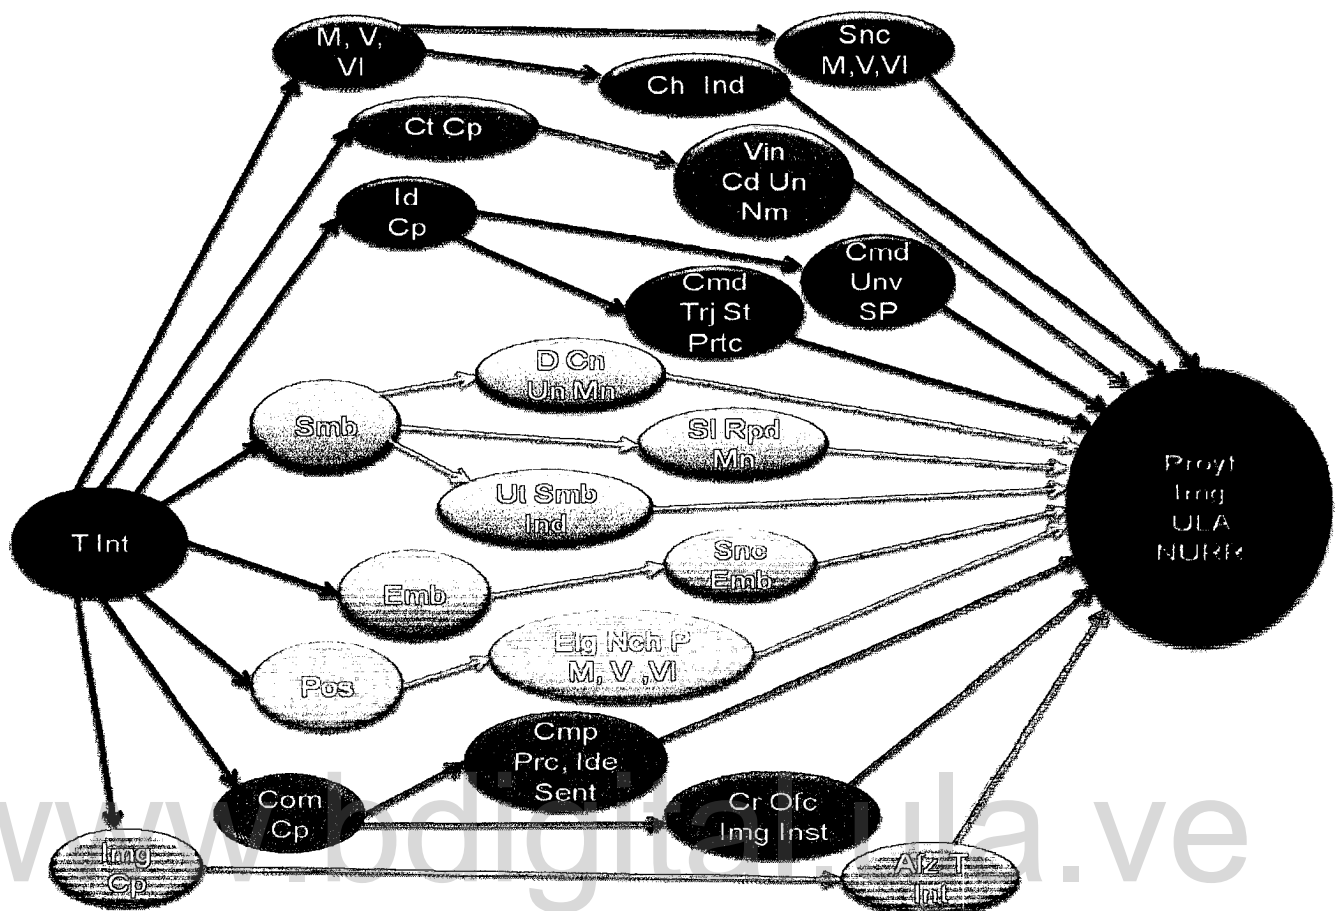 M, V,
VI
Snc
M,V,VI
Ch Ind
Ct Cp
Vin
Cd Un
Nm
Id
Cp
Cmd
Unv
SP
Cmd
Trj St
Prtc
D Cn
Un Mn
Smb
Sl Rpd
Mn
Ut Smb
Ind
Proyt
Img
ULA
NURR
T Int
Snc
Emb
Emb
Elg Nch P
M, V ,VI
Pos
Cmp
Prc, Ide
Sent
Com
Cp
Cr Ofc
Img Inst
Img
Cp
Afz T
Int
www.bdigital.ula.ve